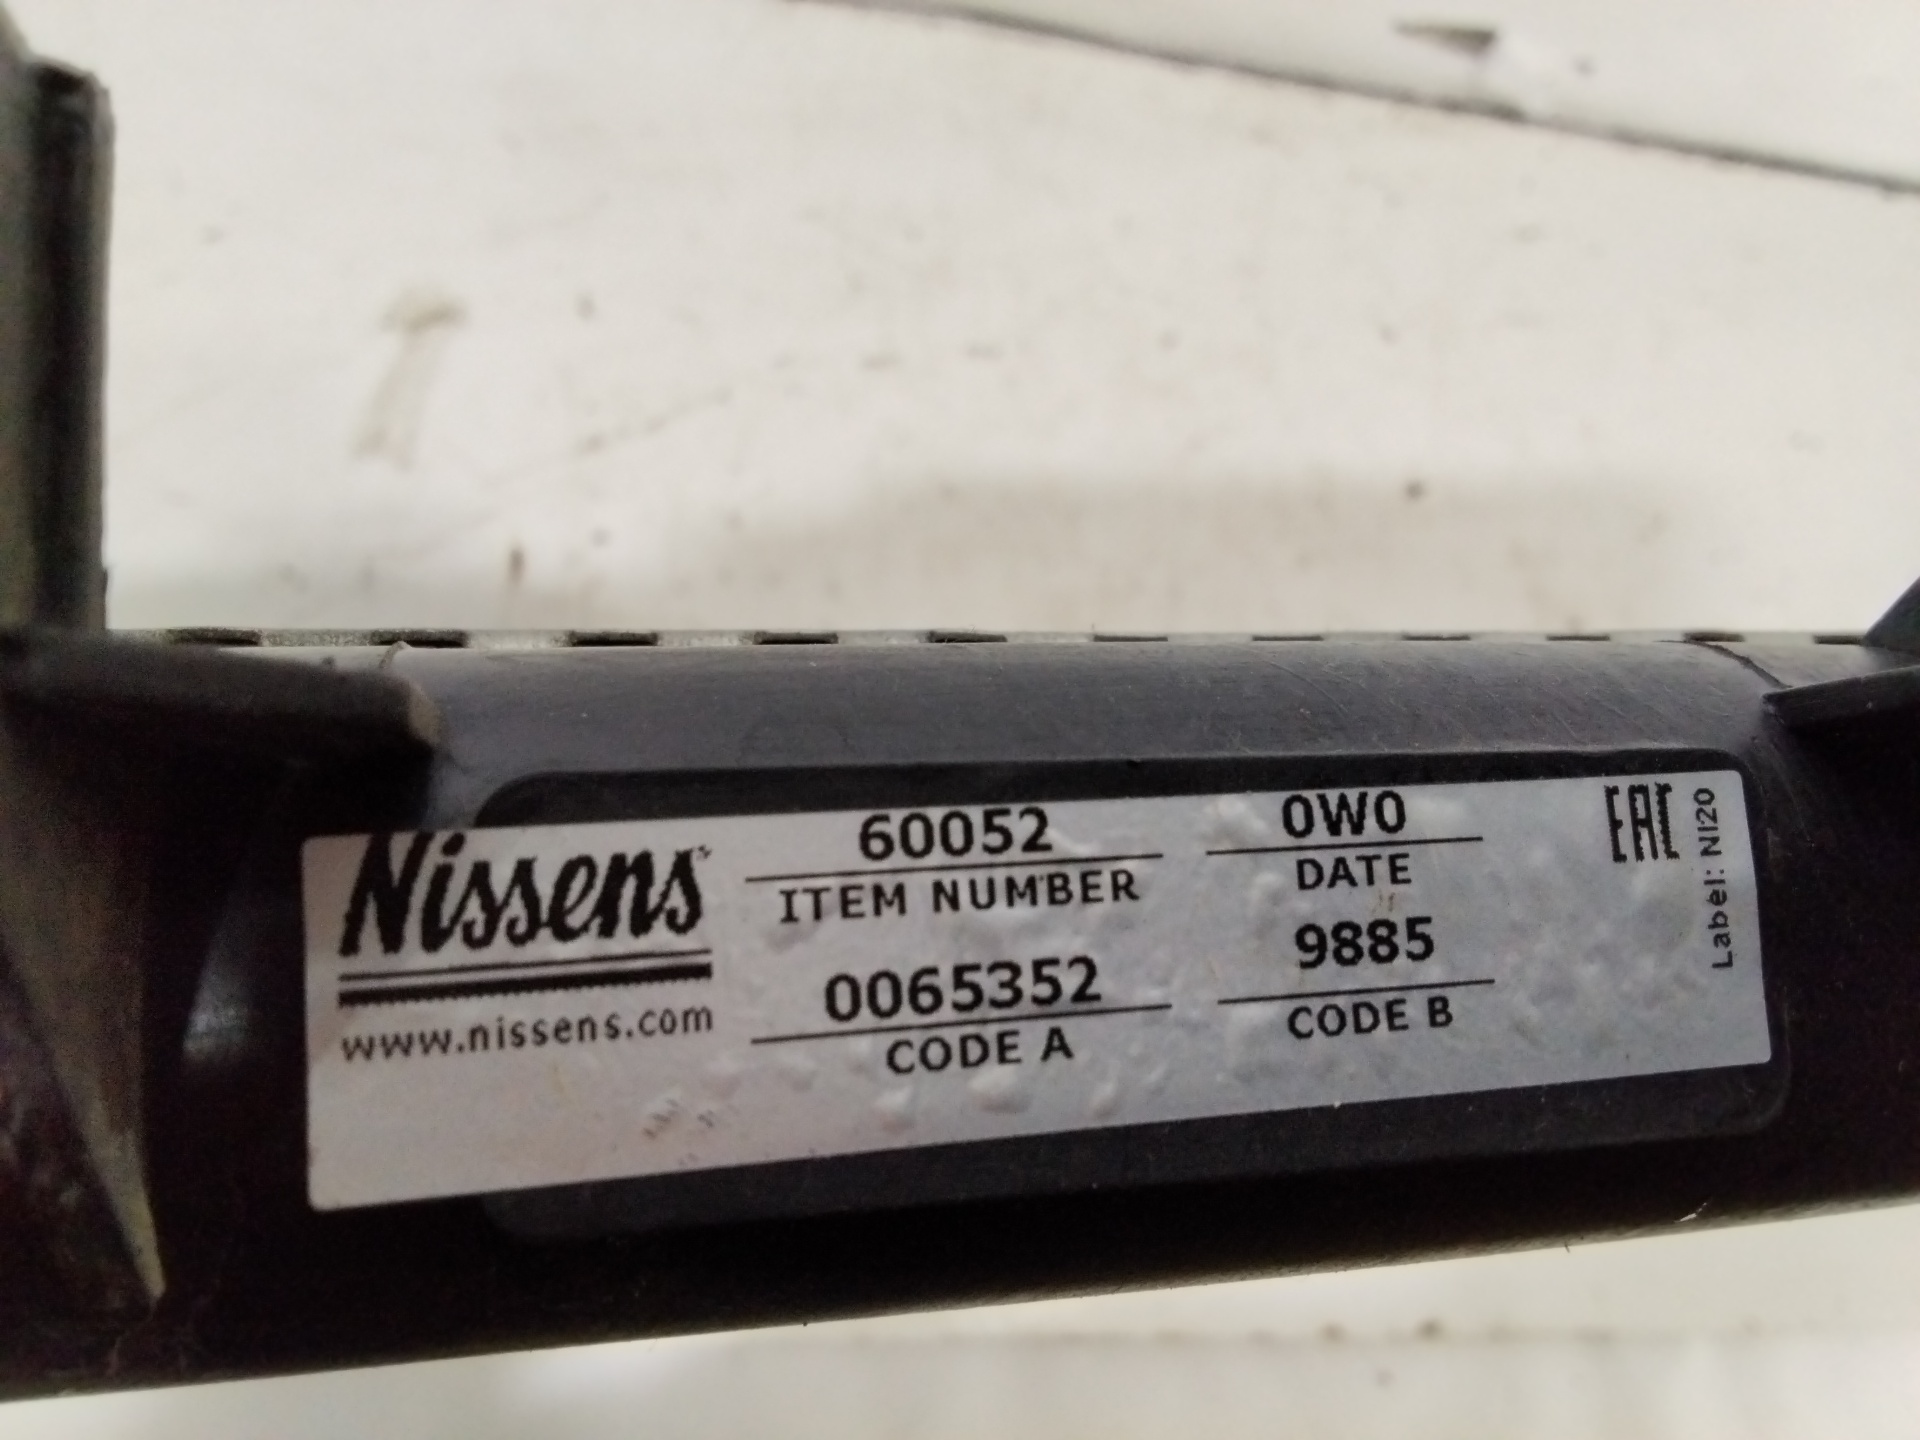 Nissens
www.nissens.com
60052
ITEM NUMBER
0065352
CODE A
0W0
DATE
9885
CODE B
EAC
Label: NI20